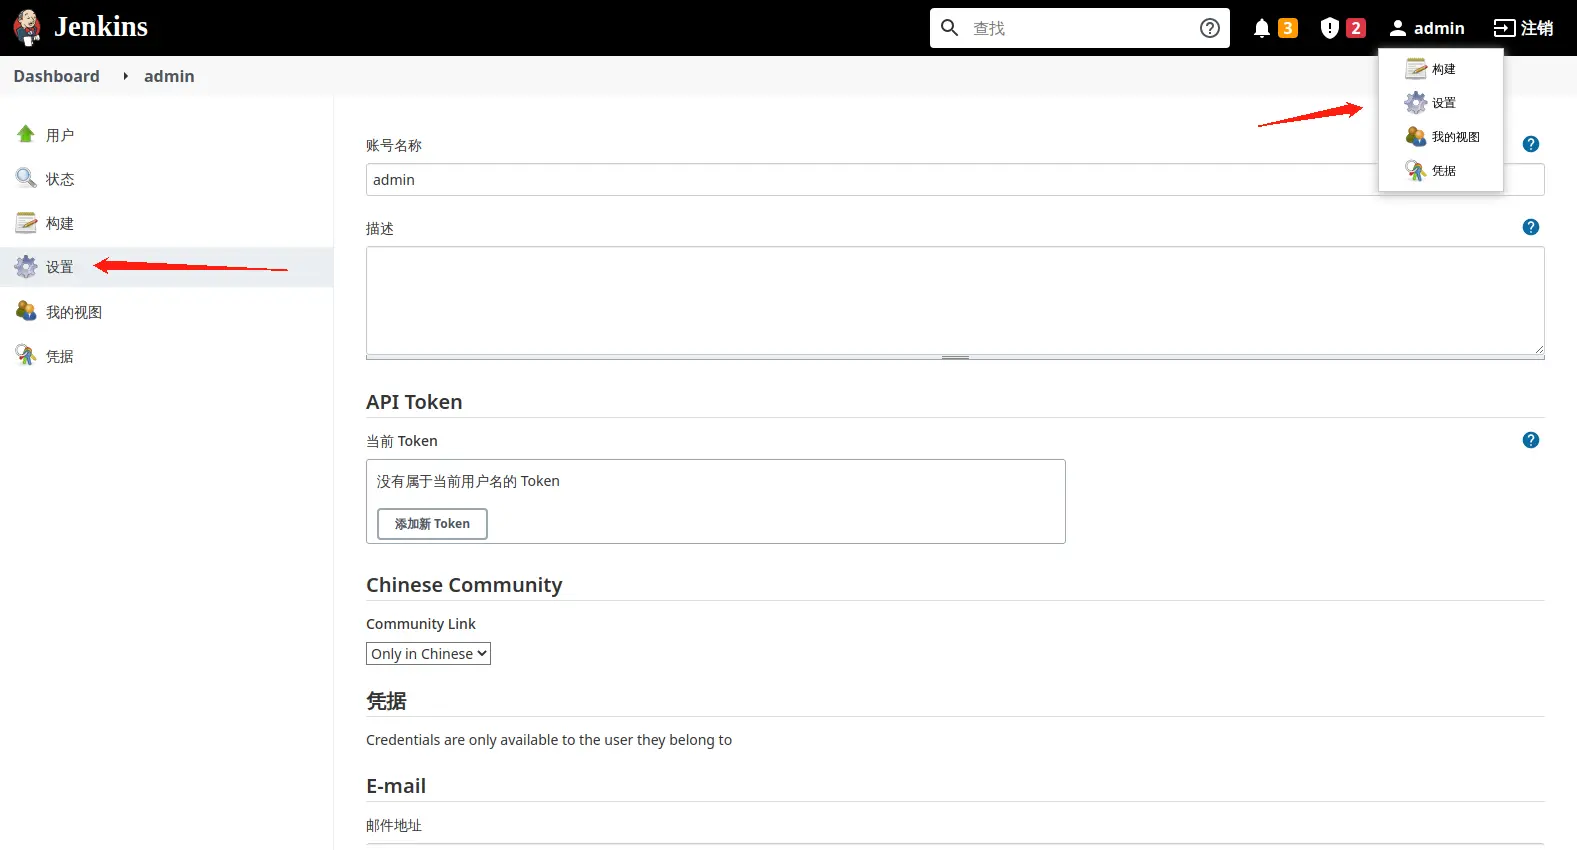 Jenkins
查找
3
2
admin
注销
Dashboard
admin
构建
设置
我的视图
凭据
用户
状态
构建
设置
我的视图
凭据
账号名称
admin
描述
API Token
当前 Token
没有属于当前用户名的 Token
添加新 Token
Chinese Community
Community Link
Only in Chinese
凭据
Credentials are only available to the user they belong to
E-mail
邮件地址